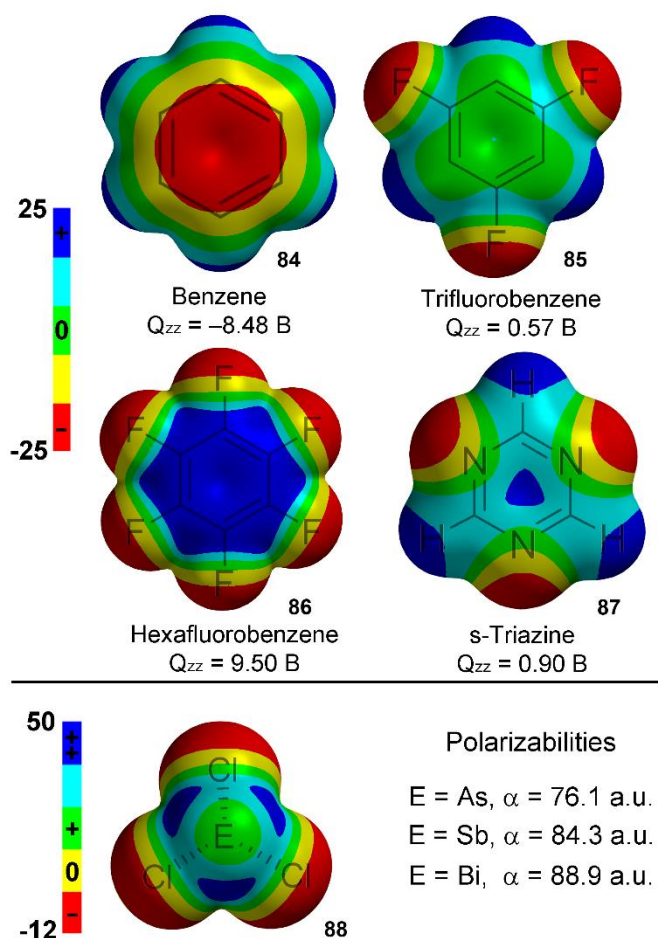 84
Benzene
Qzz = –8.48 B
F
F
F
85
Trifluorobenzene
Qzz = 0.57 B
25
+
0
-
-25
F
F
F
F
F
F
86
Hexafluorobenzene
Qzz = 9.50 B
H
N
N
H
H
N
87
s-Triazine
Qzz = 0.90 B
50
++
+
0
-
-12
Cl
E
Cl
Cl
88
Polarizabilities
E = As, α = 76.1 a.u.
E = Sb, α = 84.3 a.u.
E = Bi, α = 88.9 a.u.